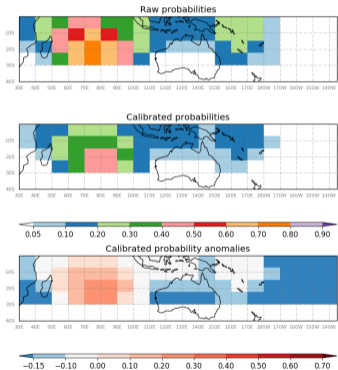 Raw probabilities
10S
20S
30S
40S
30E 40E 50E 60E 70E 80E 90E 100E 110E 120E 130E 140E 150E 160E 170E 180W 170W 160W 150W 140W
Calibrated probabilities
10S
20S
30S
40S
30E 40E 50E 60E 70E 80E 90E 100E 110E 120E 130E 140E 150E 160E 170E 180W 170W 160W 150W 140W
0.05 0.10 0.20 0.30 0.40 0.50 0.60 0.70 0.80 0.90
Calibrated probability anomalies
10S
20S
30S
40S
30E 40E 50E 60E 70E 80E 90E 100E 110E 120E 130E 140E 150E 160E 170E 180W 170W 160W 150W 140W
−0.15 −0.10 0.00 0.10 0.20 0.30 0.40 0.50 0.60 0.70